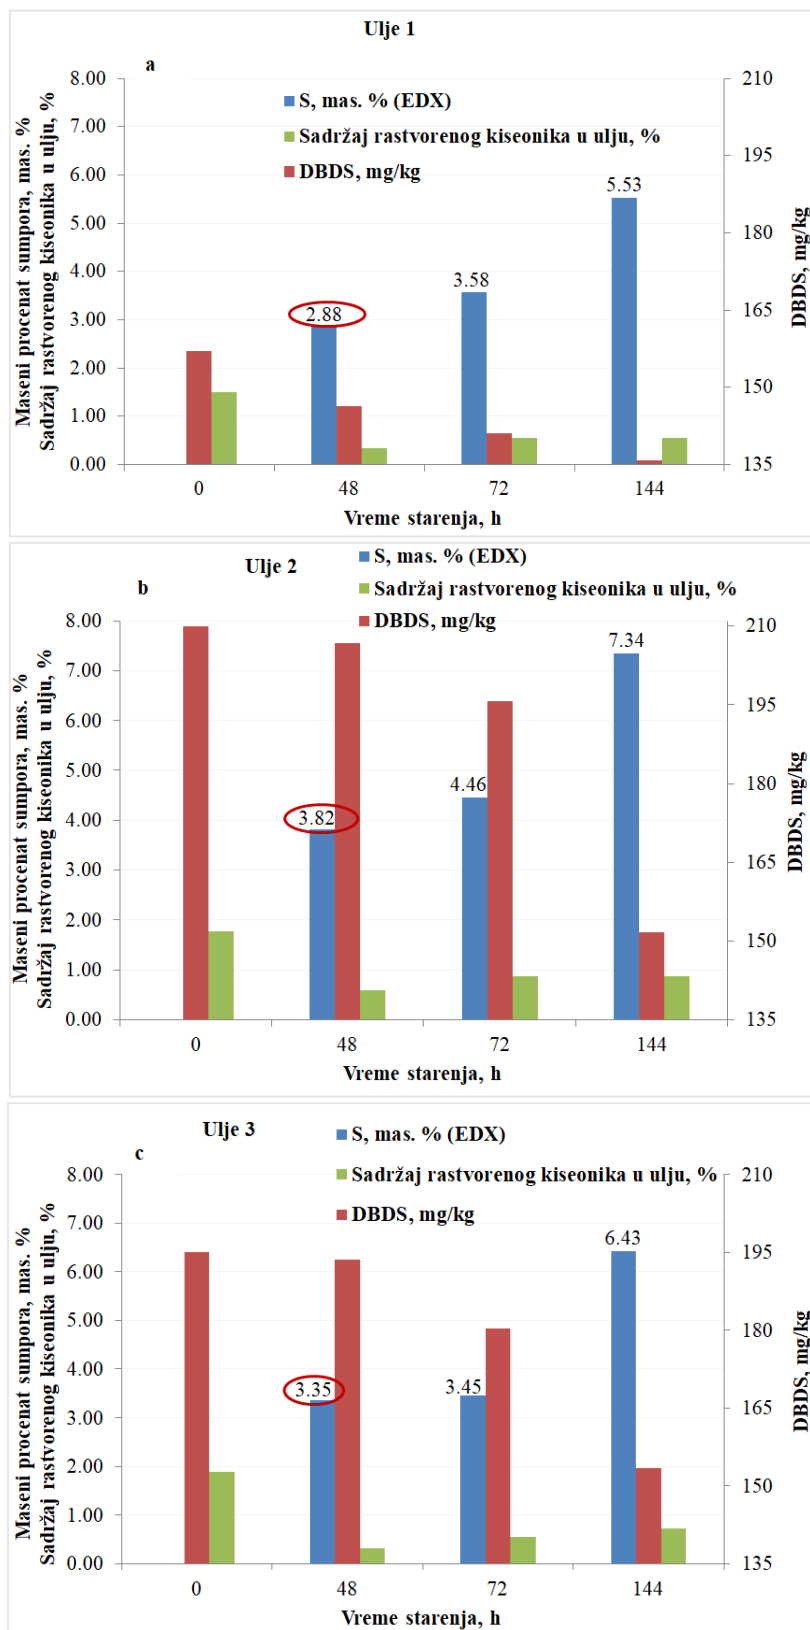 Ulje 1
a
S, mas. % (EDX)
Sadržaj rastvorenog kiseonika u ulju, %
DBDS, mg/kg
Maseni procenat sumpora, mas. %
Sadržaj rastvorenog kiseonika u ulju, %
8.00
7.00
6.00
5.00
4.00
3.00
2.00
1.00
0.00
2.88
3.58
5.53
210
195
180
165
150
135
DBDS, mg/kg
0 48 72 144
Vreme starenja, h
Ulje 2
b
S, mas. % (EDX)
Sadržaj rastvorenog kiseonika u ulju, %
DBDS, mg/kg
Maseni procenat sumpora, mas. %
Sadržaj rastvorenog kiseonika u ulju, %
8.00
7.00
6.00
5.00
4.00
3.00
2.00
1.00
0.00
3.82
4.46
7.34
210
195
180
165
150
135
DBDS, mg/kg
0 48 72 144
Vreme starenja, h
Ulje 3
c
S, mas. % (EDX)
Sadržaj rastvorenog kiseonika u ulju, %
DBDS, mg/kg
Maseni procenat sumpora, mas. %
Sadržaj rastvorenog kiseonika u ulju, %
8.00
7.00
6.00
5.00
4.00
3.00
2.00
1.00
0.00
3.35
3.45
6.43
210
195
180
165
150
135
DBDS, mg/kg
0 48 72 144
Vreme starenja, h